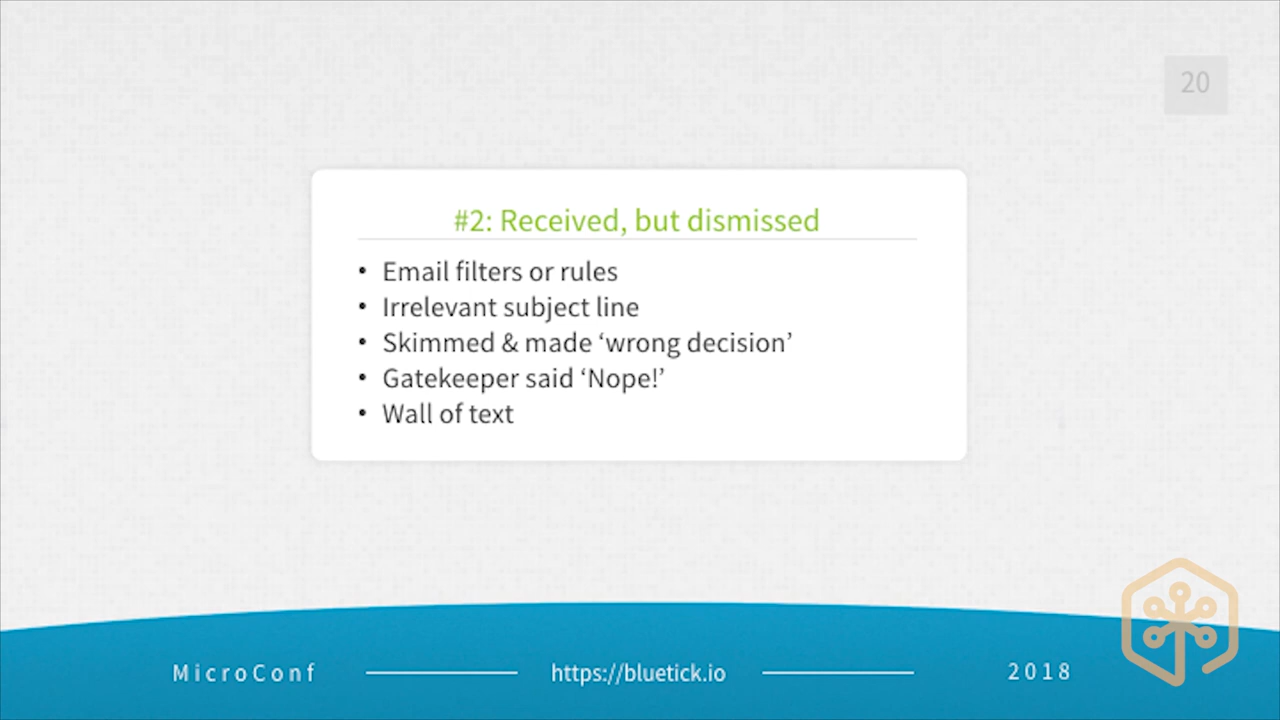 20
#2: Received, but dismissed
• Email filters or rules
• Irrelevant subject line
• Skimmed & made ‘wrong decision’
• Gatekeeper said ‘Nope!’
• Wall of text
MicroConf
https://bluetick.io
2018